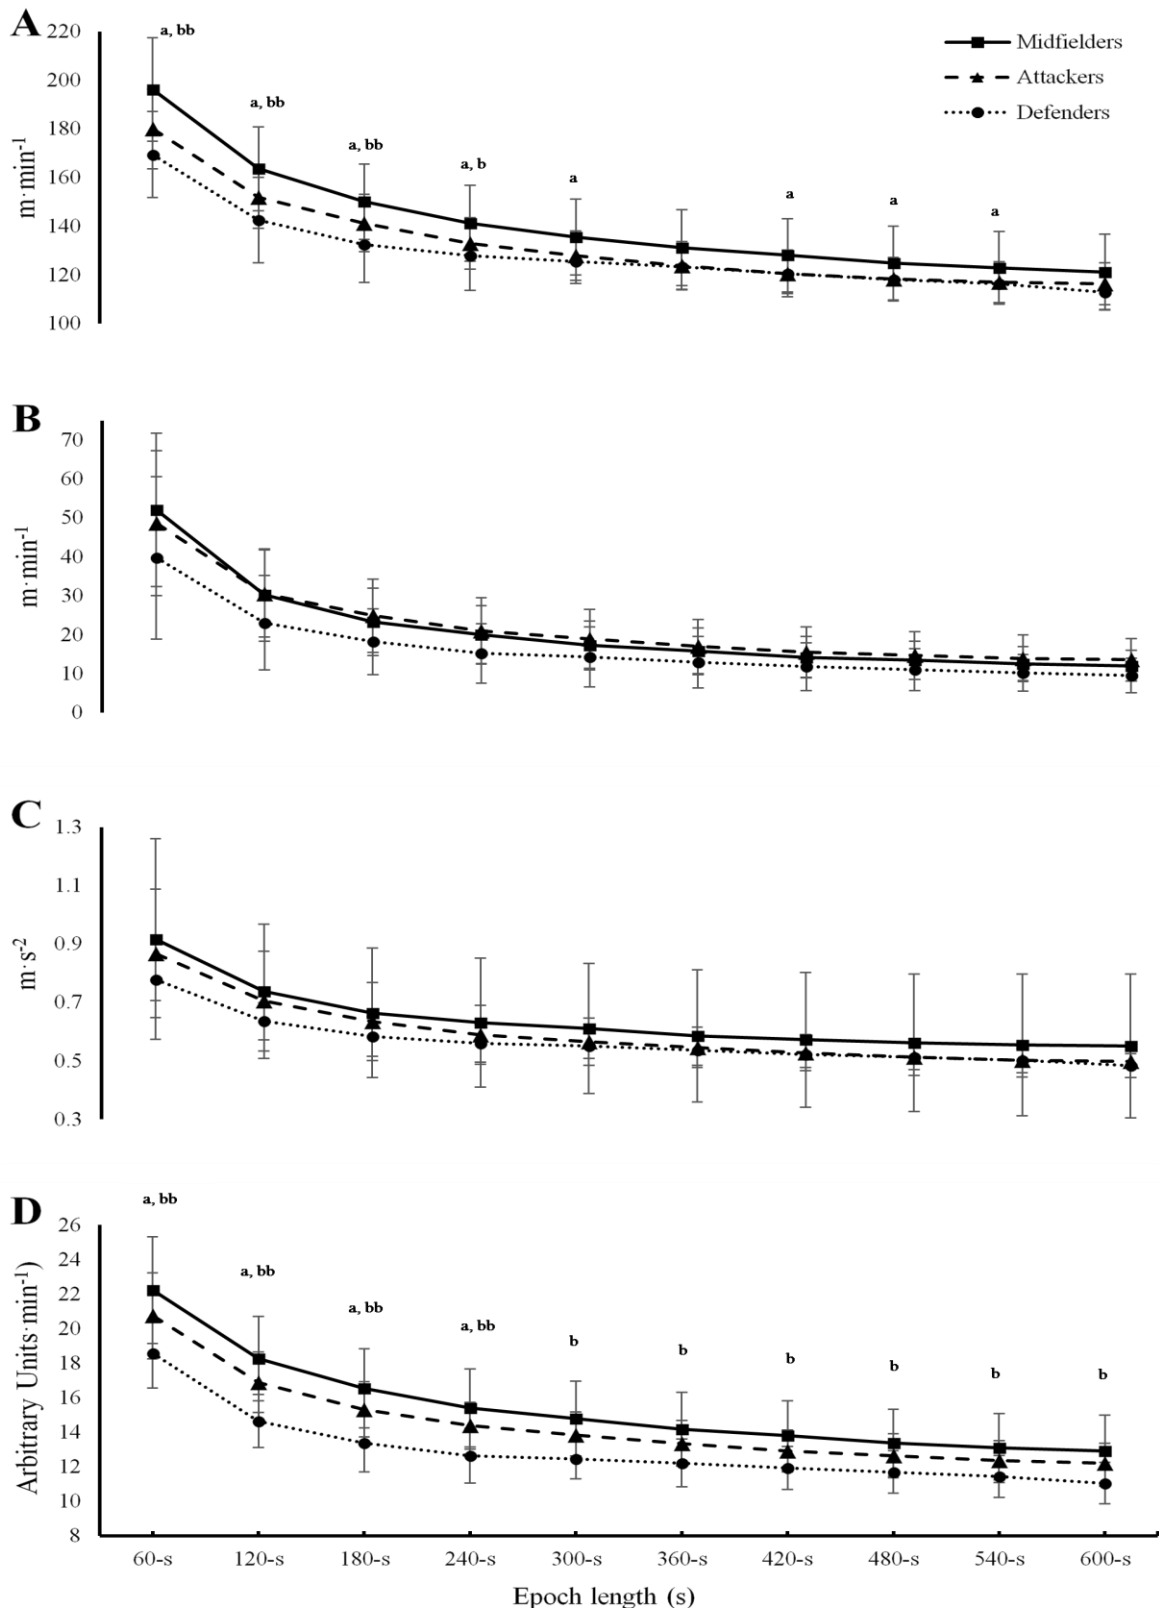 A
220
200
180
160
140
120
100
m·min⁻¹
a, bb
a, bb
a, bb
a, b
a
a
a
a
Midfielders
Attackers
Defenders
B
70
60
50
40
30
20
10
0
m·min⁻¹
C
1.3
1.1
0.9
0.7
0.5
0.3
m·s⁻²
D
26
24
22
20
18
16
14
12
10
8
Arbitrary Units·min⁻¹)
a, bb
a, bb
a, bb
a, bb
b
b
b
b
b
b
60-s 120-s 180-s 240-s 300-s 360-s 420-s 480-s 540-s 600-s
Epoch length (s)